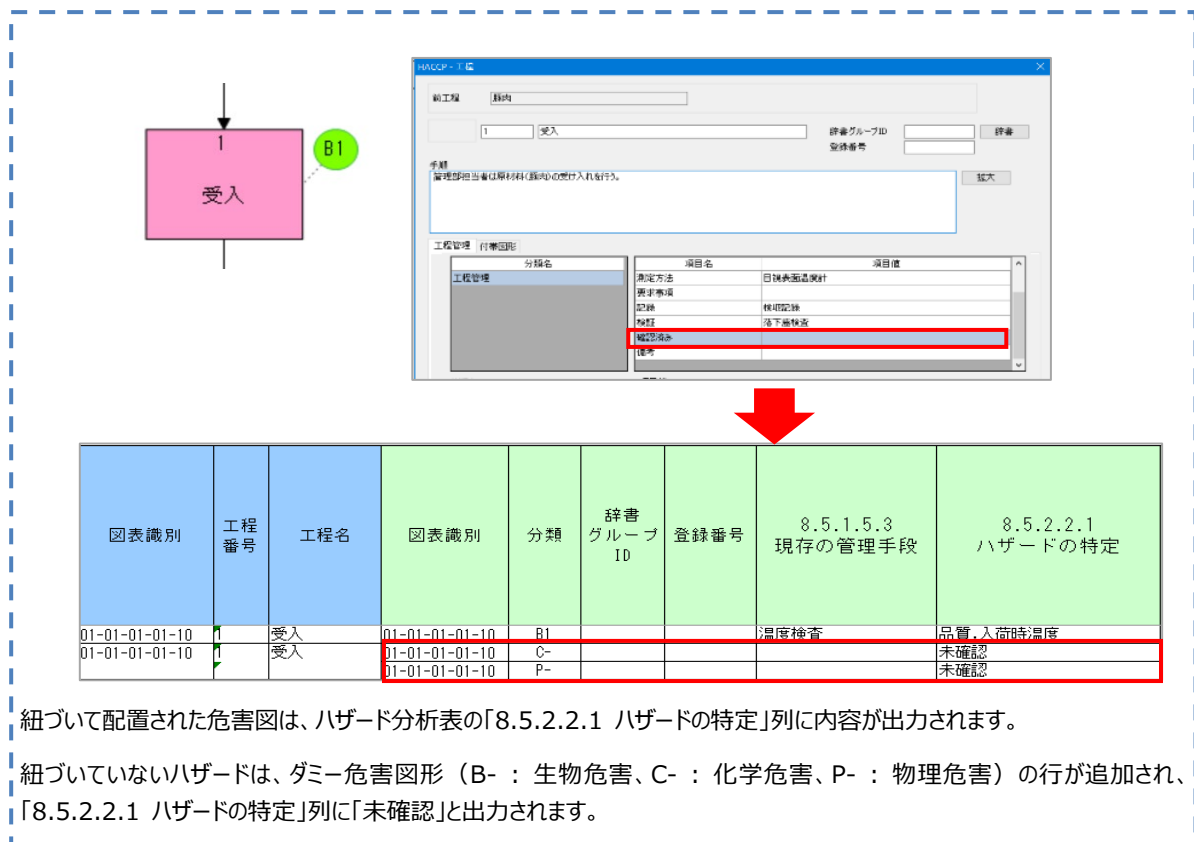 1
受入
B1
HACCP - 工程
前工程 豚肉
1 受入 辞書グループID 辞書
登録番号
手順
管理部担当者は原材料(豚肉)の受け入れを行う。
拡大
工程管理 付帯図形
分類名 項目名 項目値
工程管理 測定方法 目視表面温度計
要求事項
記録 検収記録
検証 落下菌検査
確認済み
備考
図表識別 工程番号 工程名 図表識別 分類 辞書グループID 登録番号 8.5.1.5.3 現存の管理手段 8.5.2.2.1 ハザードの特定
01-01-01-01-10 1 受入 01-01-01-01-10 B1 温度検査 品質,入荷時温度
01-01-01-01-10 1 受入 01-01-01-01-10 C- 未確認
01-01-01-01-10 P- 未確認
紐づいて配置された危害図は、ハザード分析表の「8.5.2.2.1 ハザードの特定」列に内容が出力されます。
紐づいていないハザードは、ダミー危害図形（B- : 生物危害、C- : 化学危害、P- : 物理危害）の行が追加され、
「8.5.2.2.1 ハザードの特定」列に「未確認」と出力されます。